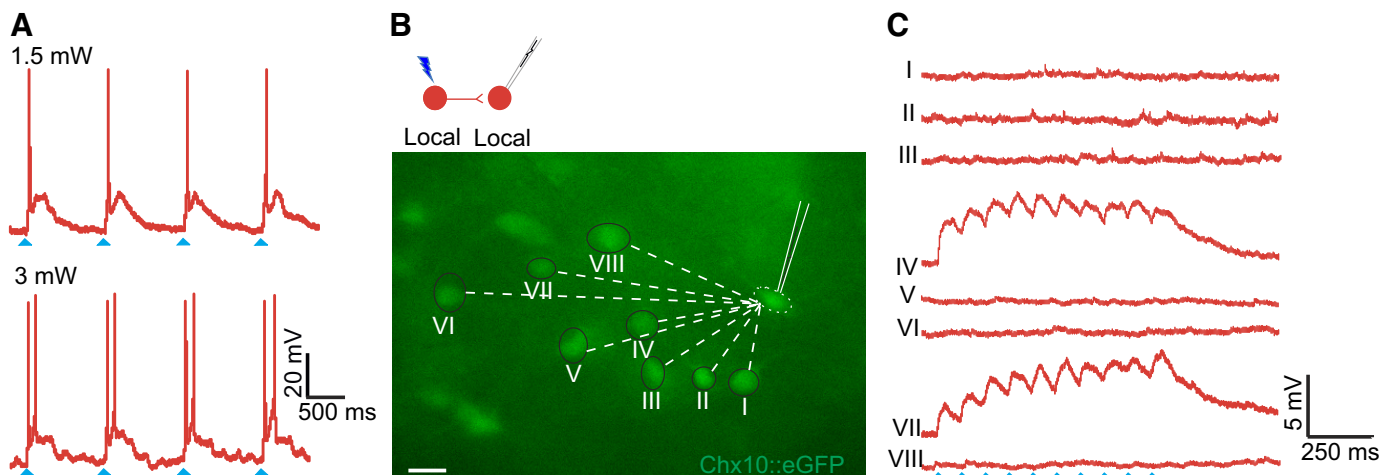 A
1.5 mW
3 mW
20 mV
500 ms
B
Local Local
VIII
VII
VI
IV
V
III
II
I
Chx10::eGFP
C
I
II
III
IV
V
VI
VII
VIII
5 mV
250 ms